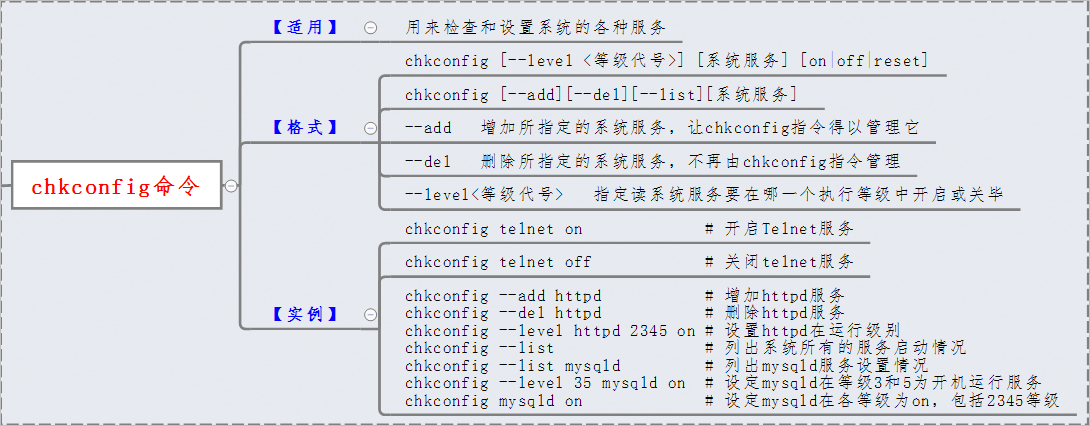 【适用】 用来检查和设置系统的各种服务
chkconfig [--level <等级代号>] [系统服务] [on|off|reset]
chkconfig [--add][--del][--list][系统服务]
【格式】 --add 增加所指定的系统服务，让chkconfig指令得以管理它
--del 删除所指定的系统服务，不再由chkconfig指令管理
chkconfig命令
--level<等级代号> 指定读系统服务要在哪一个执行等级中开启或关毕
chkconfig telnet on # 开启Telnet服务
chkconfig telnet off # 关闭telnet服务
【实例】
chkconfig --add httpd # 增加httpd服务
chkconfig --del httpd # 删除httpd服务
chkconfig --level httpd 2345 on # 设置httpd在运行级别
chkconfig --list # 列出系统所有的服务启动情况
chkconfig --list mysqld # 列出mysqld服务设置情况
chkconfig --level 35 mysqld on # 设定mysqld在等级3和5为开机运行服务
chkconfig mysqld on # 设定mysqld在各等级为on，包括2345等级